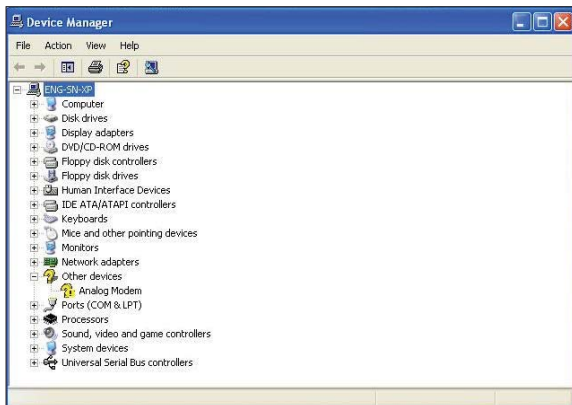 Device Manager
File Action View Help
ENG-SN-XP
Computer
Disk drives
Display adapters
DVD/CD-ROM drives
Floppy disk controllers
Floppy disk drives
Human Interface Devices
IDE ATA/ATAPI controllers
Keyboards
Mice and other pointing devices
Monitors
Network adapters
Other devices
Analog Modem
Ports (COM & LPT)
Processors
Sound, video and game controllers
System devices
Universal Serial Bus controllers